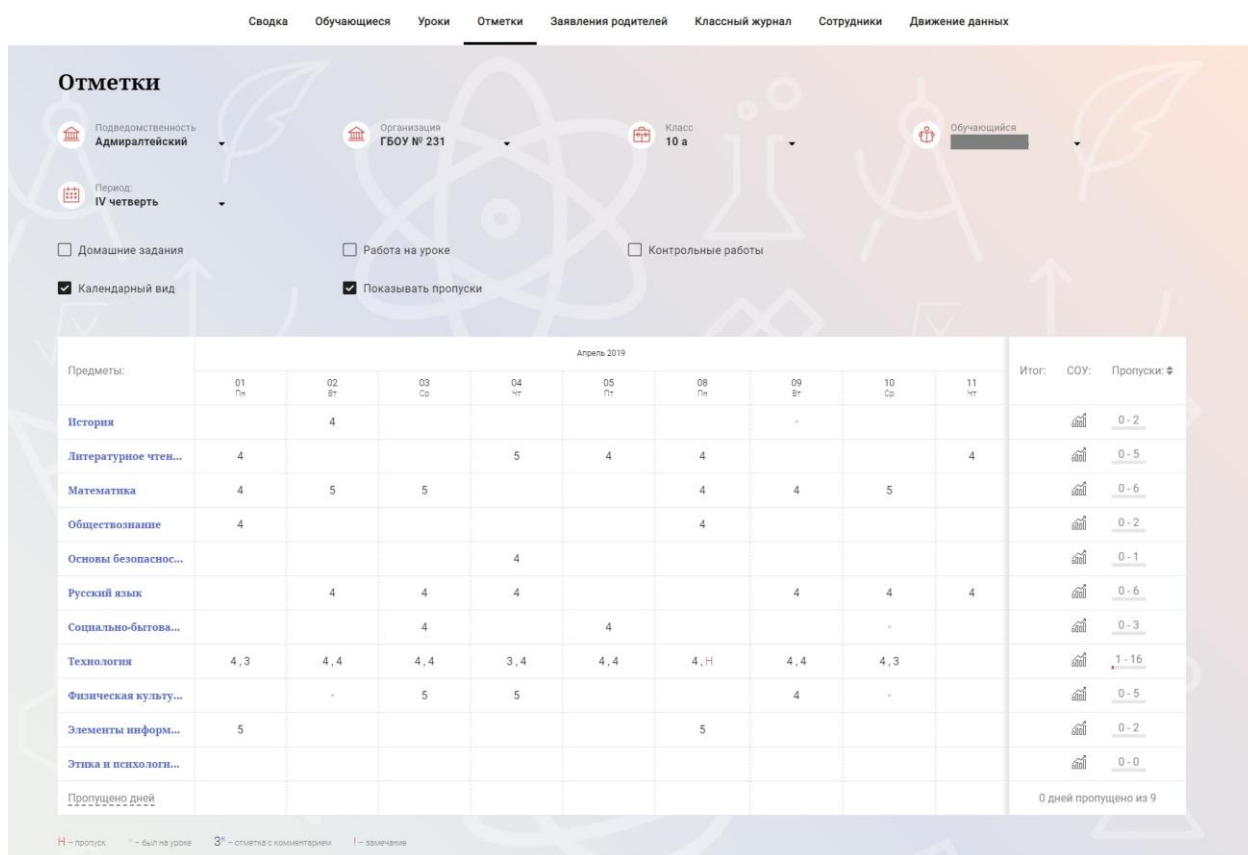 Сводка Обучающиеся Уроки Отметки Заявления родителей Классный журнал Сотрудники Движение данных
Отметки
Подведомственность Организация Класс Обучающийся
Адмиралтейский ГБОУ № 231 10 а
Период:
IV четверть
Домашние задания Работа на уроке Контрольные работы
Календарный вид Показывать пропуски
Апрель 2019
Предметы: Итог: СОУ: Пропуски:
01 02 03 04 05 08 09 10 11
Пн Вт Ср Чт Пт Пн Вт Ср Чт
История 4 * 0 - 2
Литературное чтен... 4 5 4 4 4 0 - 5
Математика 4 5 5 4 4 5 0 - 6
Обществознание 4 4 0 - 2
Основы безопаснос... 4 0 - 1
Русский язык 4 4 4 4 4 4 0 - 6
Социально-бытова... 4 4 * 0 - 3
Технология 4 , 3 4 , 4 4 , 4 3 , 4 4 , 4 4 , Н 4 , 4 4 , 3 1 - 16
Физическая культу... * 5 5 4 * 0 - 5
Элементы информ... 5 5 0 - 2
Этика и психологи... 0 - 0
Пропущено дней 0 дней пропущено из 9
Н – пропуск * – был на уроке 3* – отметка с комментарием ! – замечание